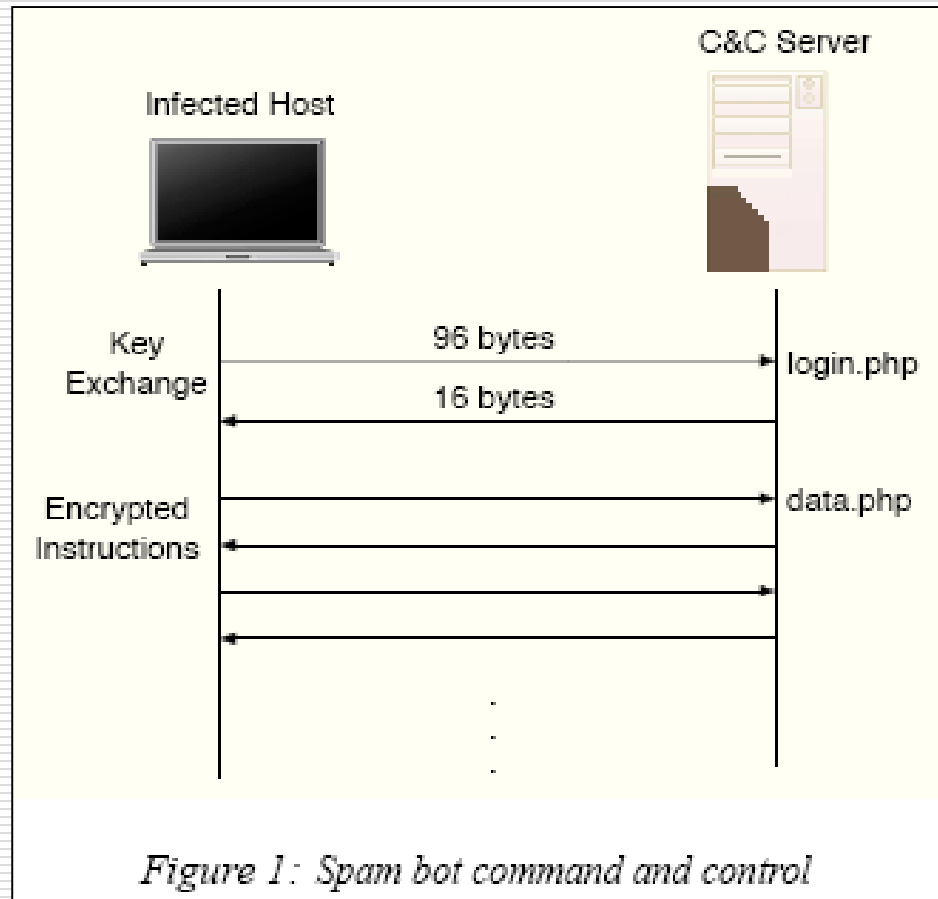 C&C Server
Infected Host
Key
Exchange
96 bytes
login.php
16 bytes
Encrypted
Instructions
data.php
.
.
.
Figure 1: Spam bot command and control